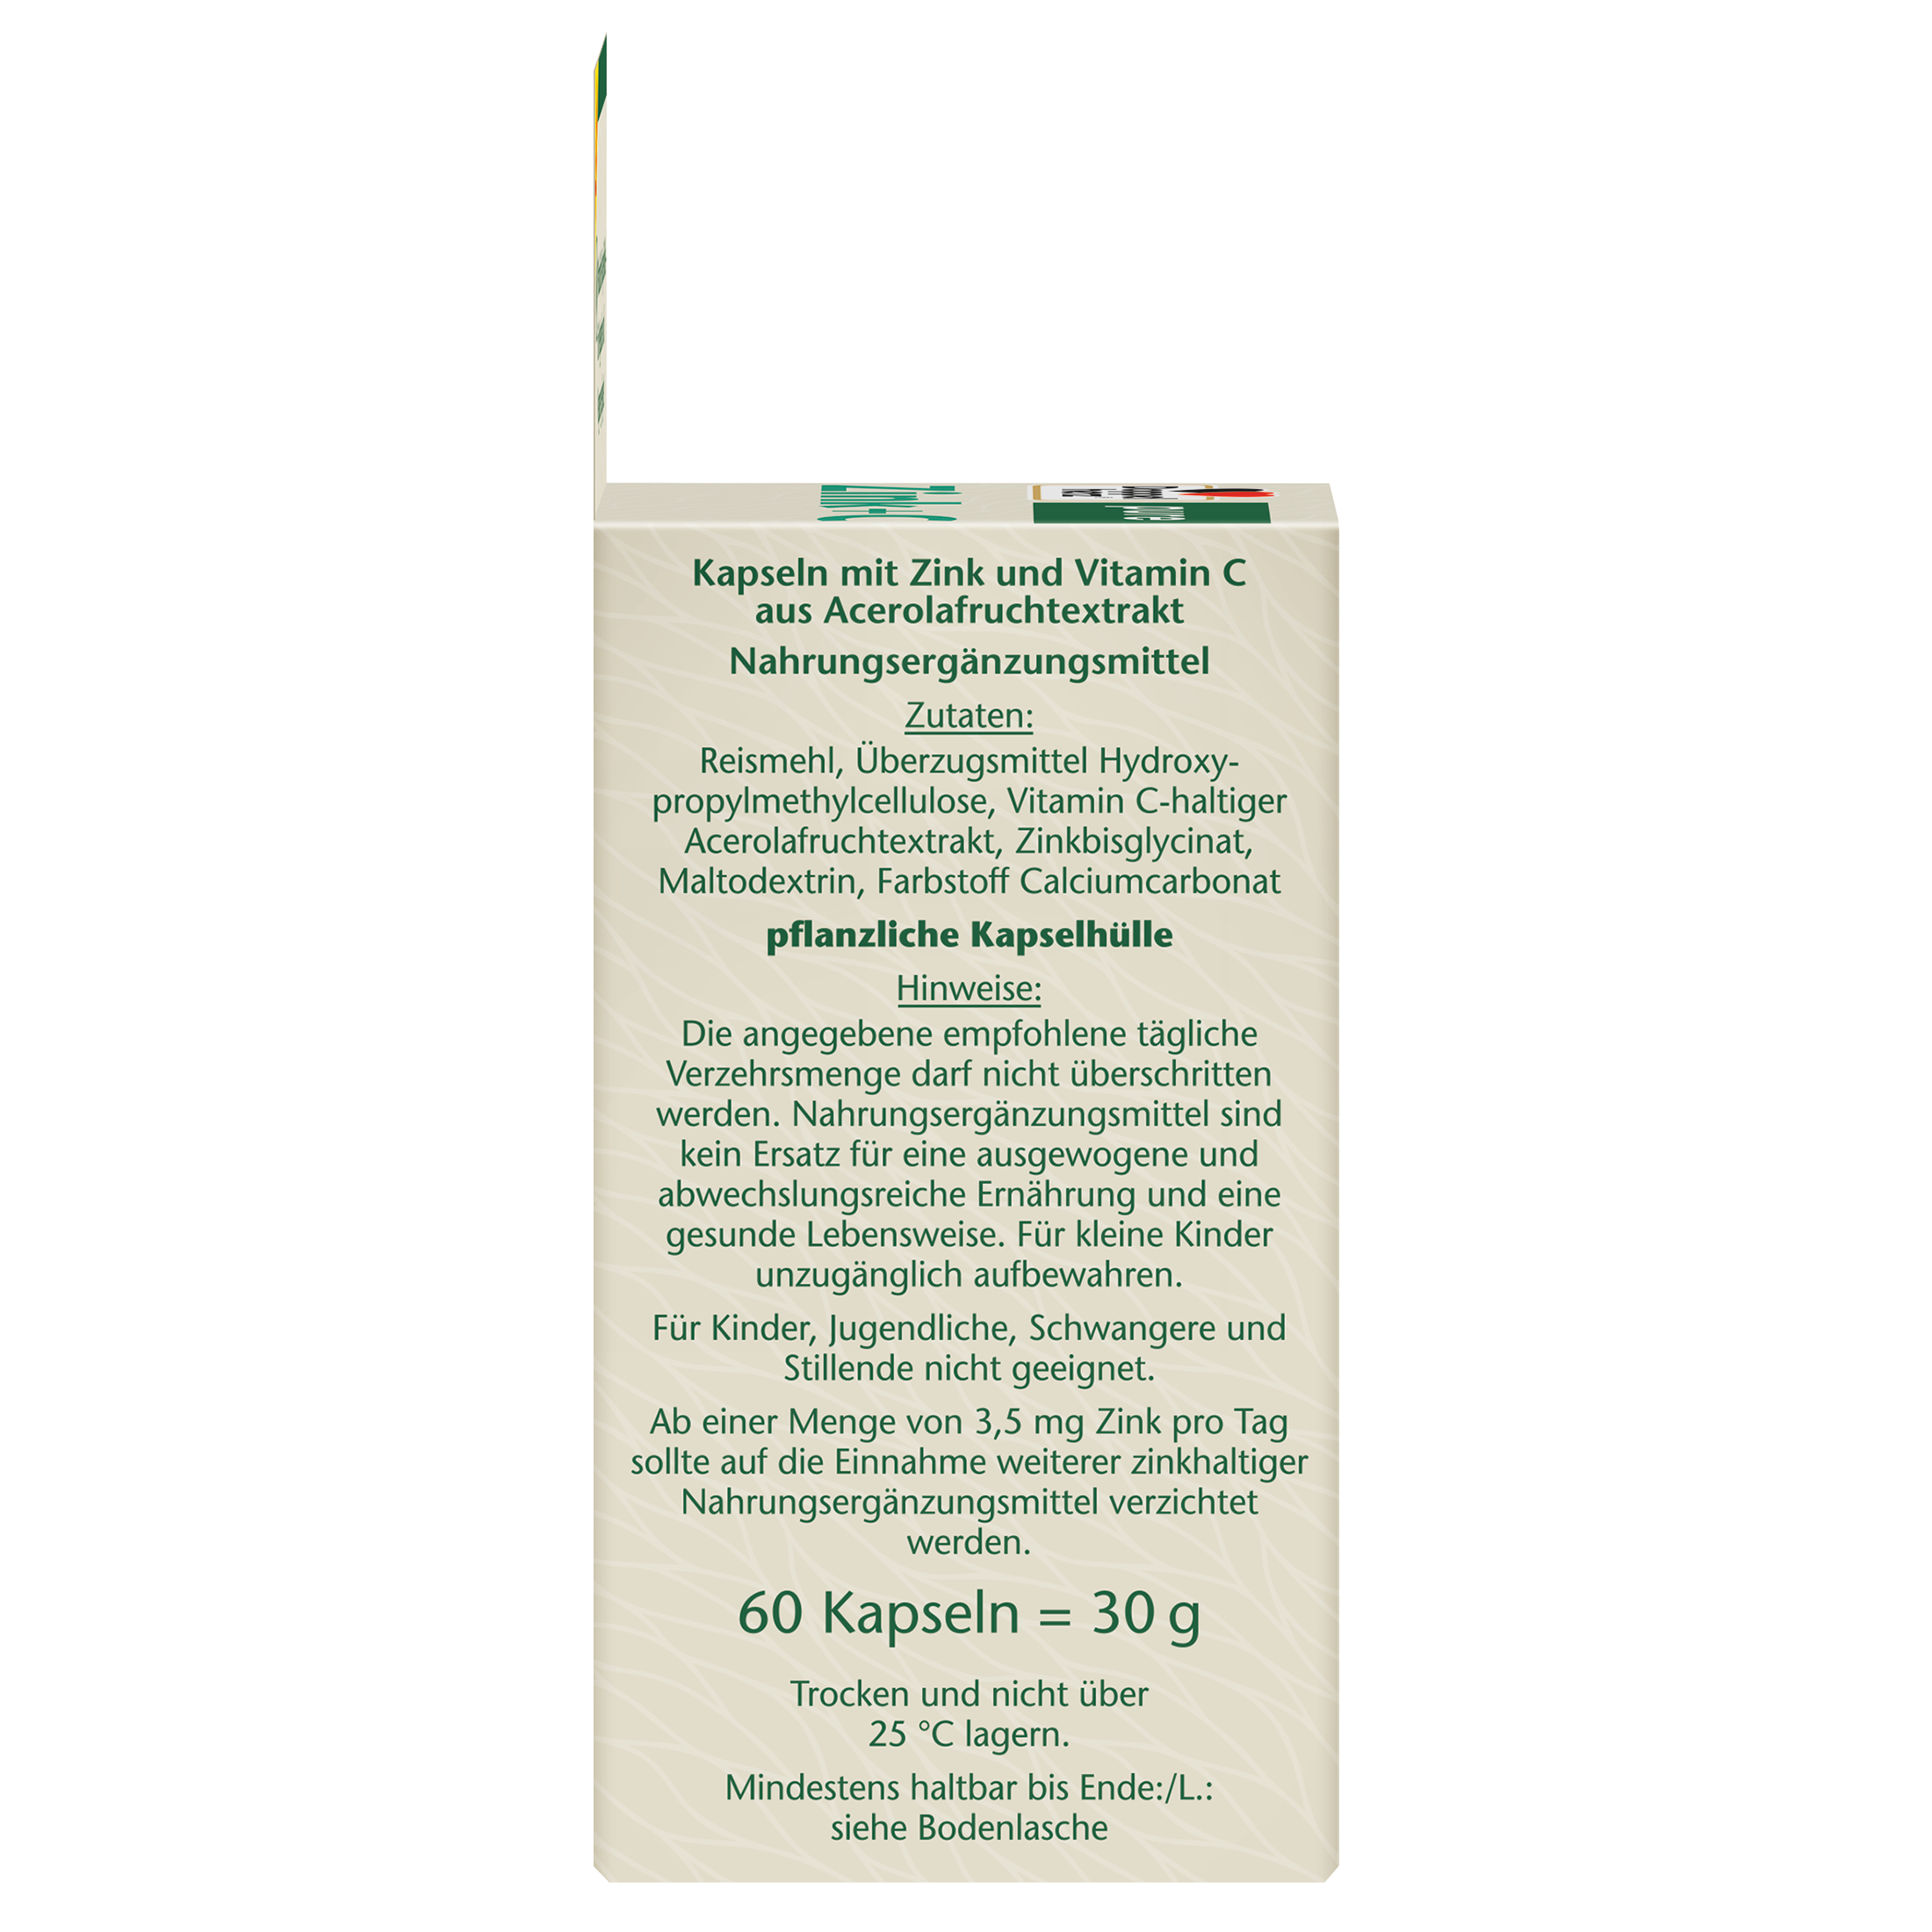 Kapseln mit Zink und Vitamin C
aus Acerolafruchtextrakt
Nahrungsergänzungsmittel
Zutaten:
Reismehl, Überzugsmittel Hydroxy-
propylmethylcellulose, Vitamin C-haltiger
Acerolafruchtextrakt, Zinkbisglycinat,
Maltodextrin, Farbstoff Calciumcarbonat
pflanzliche Kapselhülle
Hinweise:
Die angegebene empfohlene tägliche
Verzehrsmenge darf nicht überschritten
werden. Nahrungsergänzungsmittel sind
kein Ersatz für eine ausgewogene und
abwechslungsreiche Ernährung und eine
gesunde Lebensweise. Für kleine Kinder
unzugänglich aufbewahren.
Für Kinder, Jugendliche, Schwangere und
Stillende nicht geeignet.
Ab einer Menge von 3,5 mg Zink pro Tag
sollte auf die Einnahme weiterer zinkhaltiger
Nahrungsergänzungsmittel verzichtet
werden.
60 Kapseln = 30 g
Trocken und nicht über
25 °C lagern.
Mindestens haltbar bis Ende:/L.:
siehe Bodenlasche